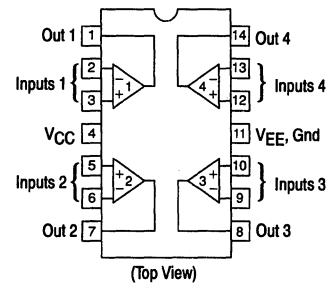 Out 1 1 14 Out 4
Inputs 1 2 − 1 + 3
13 − 4 + 12 Inputs 4
VCC 4 11 VEE, Gnd
Inputs 2 5 + 2 − 6
10 + 3 − 9 Inputs 3
Out 2 7 8 Out 3
(Top View)